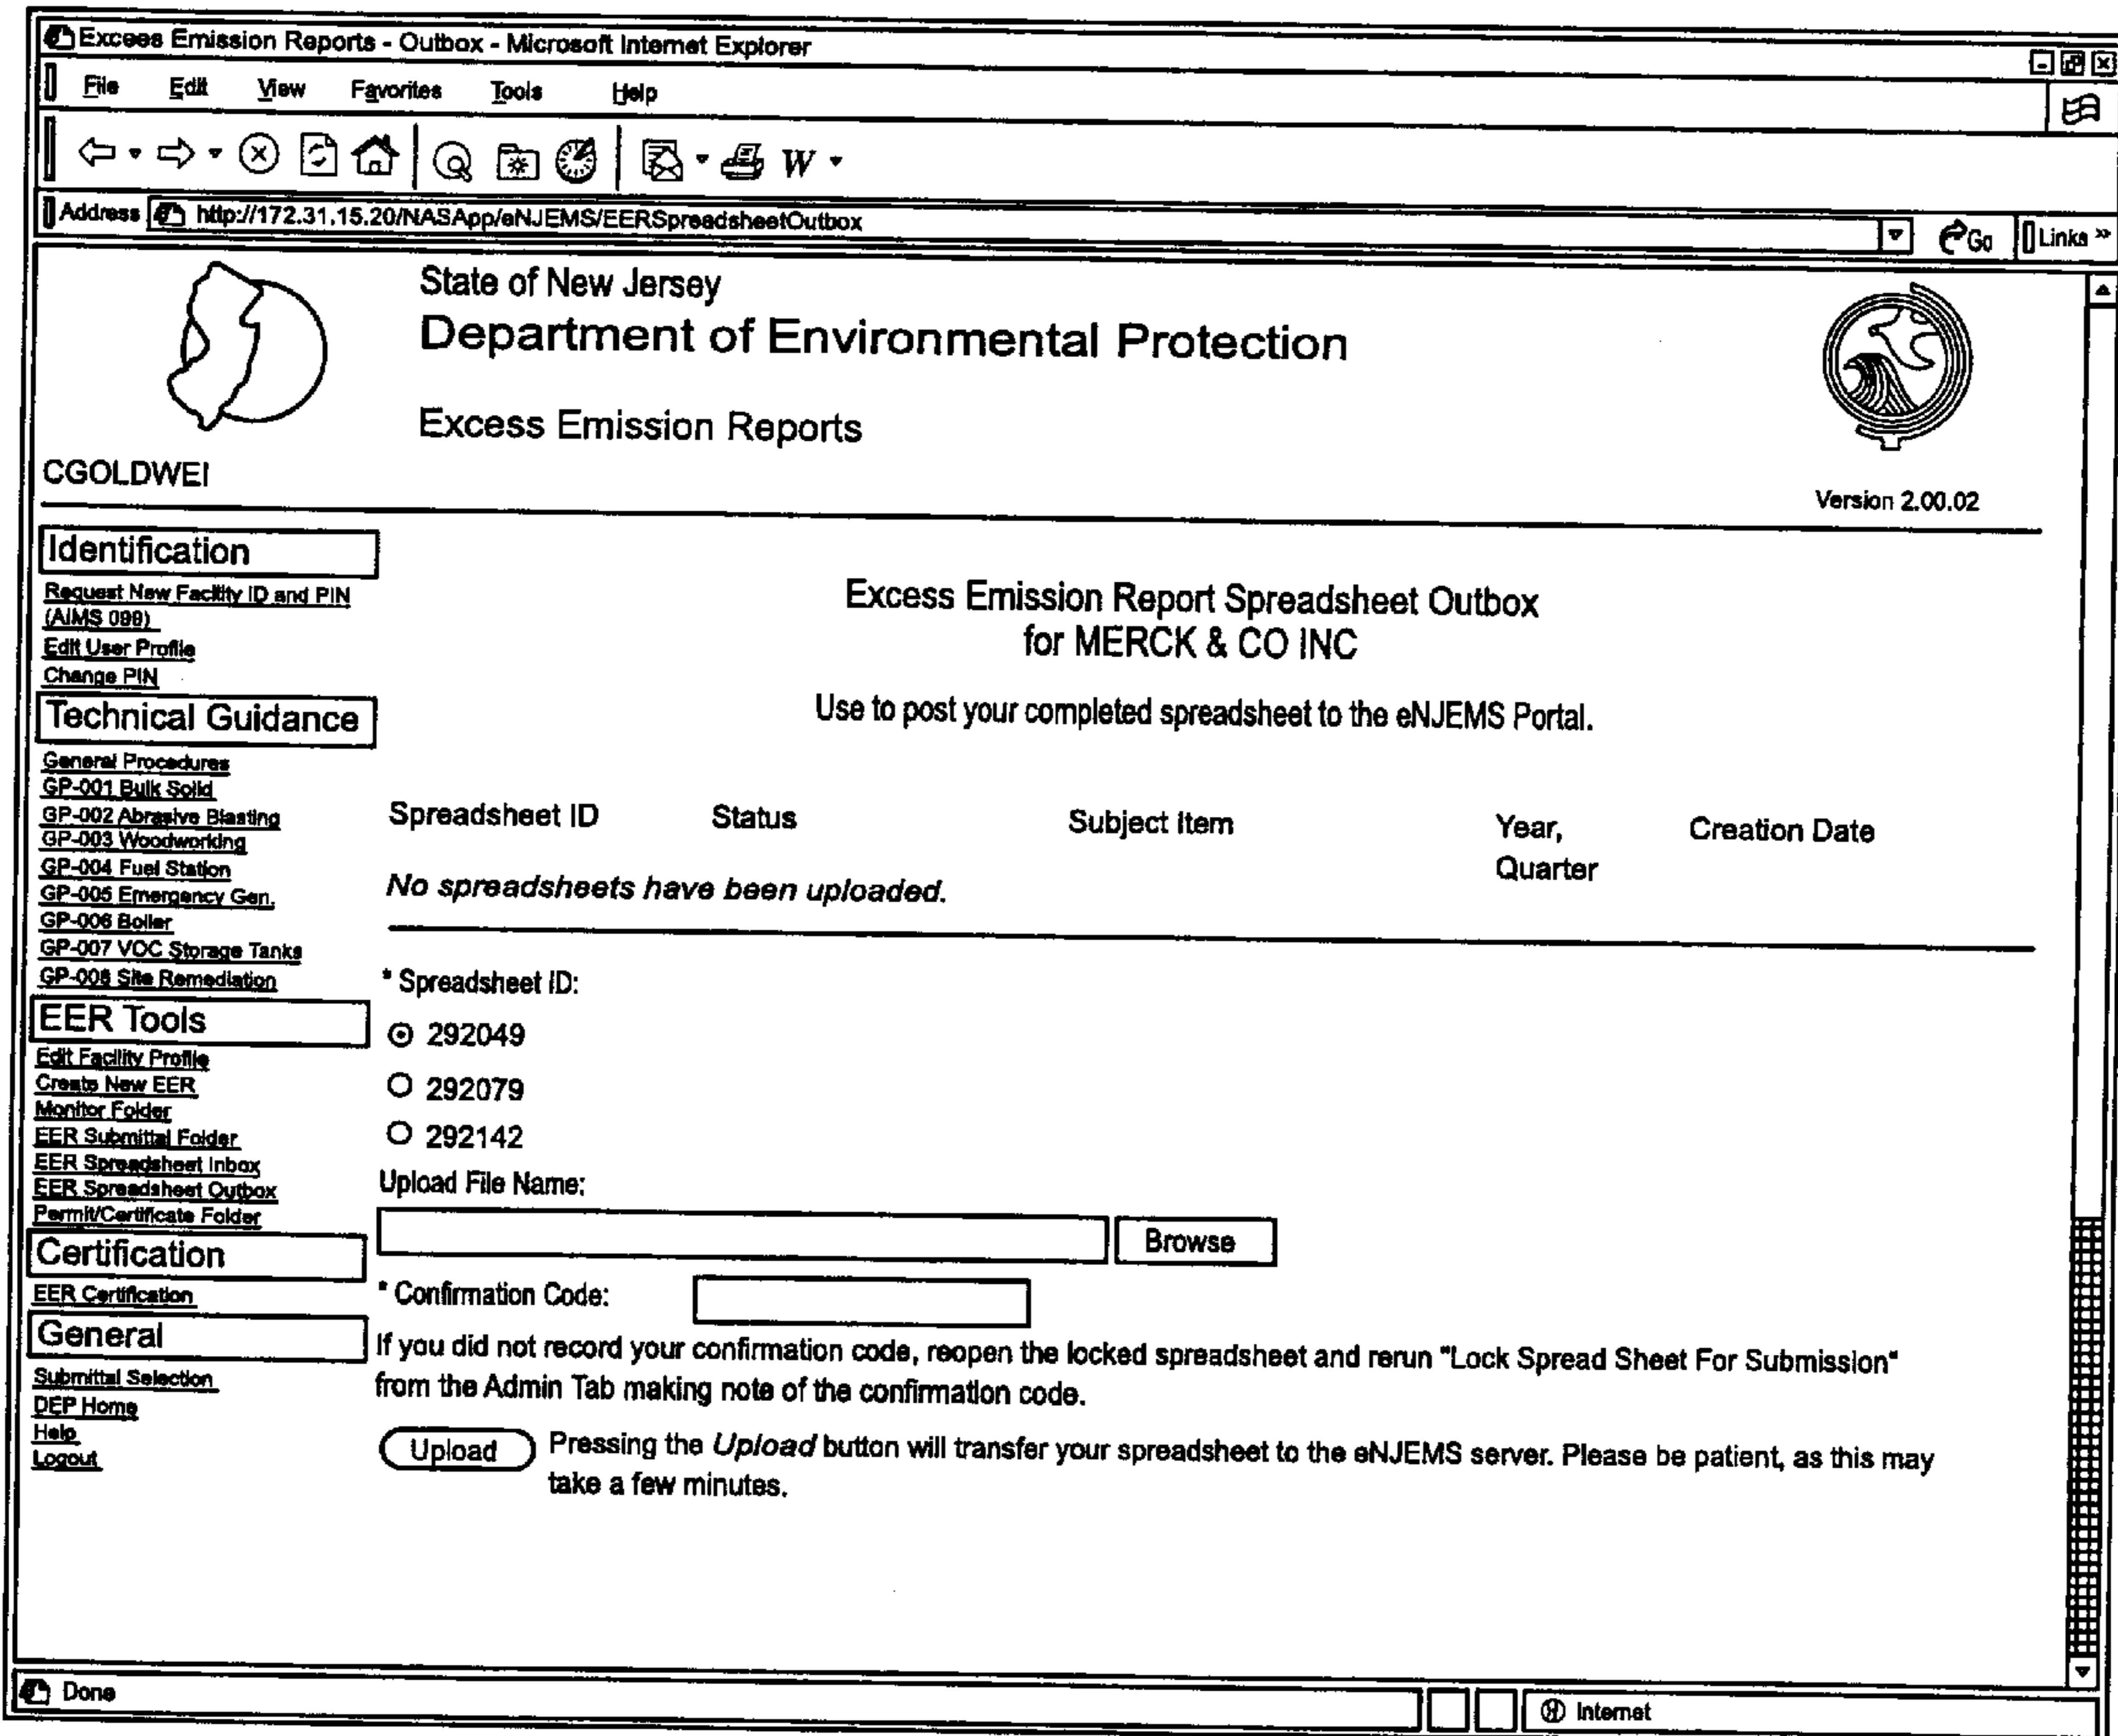 Excees Emission Reports - Outbox - Microsoft Internet Explorer
File Edit View Favorites Tools Help
W
Address http://172.31.15.20/NASApp/eNJEMS/EERSpreadsheetOutbox Go Links »
State of New Jersey
Department of Environmental Protection
Excess Emission Reports
CGOLDWEI
Version 2.00.02
Identification
Request New Facility ID and PIN
(AIMS 099)
Edit User Profile
Change PIN
Technical Guidance
General Procedures
GP-001 Bulk Solid
GP-002 Abrasive Blasting
GP-003 Woodworking
GP-004 Fuel Station
GP-005 Emergency Gen.
GP-006 Boiler
GP-007 VOC Storage Tanks
GP-008 Site Remediation
EER Tools
Edit Facility Profile
Create New EER
Monitor Folder
EER Submittal Folder
EER Spreadsheet Inbox
EER Spreadsheet Outbox
Permit/Certificate Folder
Certification
EER Certification
General
Submittal Selection
DEP Home
Help
Logout
Excess Emission Report Spreadsheet Outbox
for MERCK & CO INC
Use to post your completed spreadsheet to the eNJEMS Portal.
Spreadsheet ID Status Subject Item Year, Creation Date
Quarter
No spreadsheets have been uploaded.
* Spreadsheet ID:
292049
292079
292142
Upload File Name:
Browse
* Confirmation Code:
If you did not record your confirmation code, reopen the locked spreadsheet and rerun "Lock Spread Sheet For Submission"
from the Admin Tab making note of the confirmation code.
Upload Pressing the Upload button will transfer your spreadsheet to the eNJEMS server. Please be patient, as this may
take a few minutes.
Done Internet